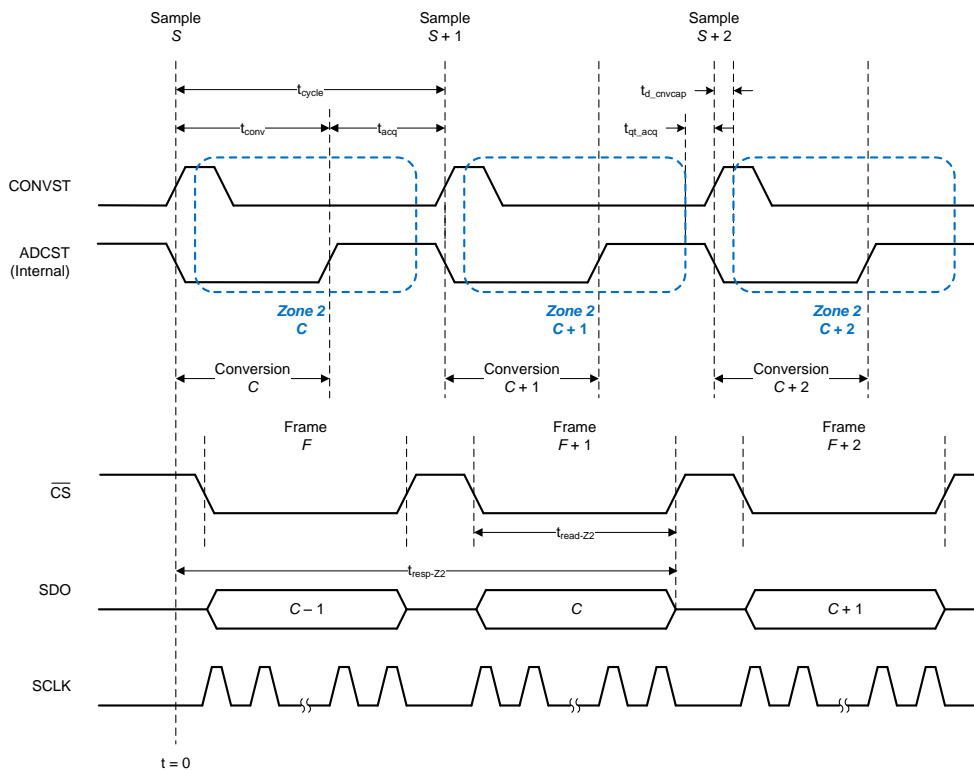 Sample
S
Sample
S + 1
Sample
S + 2
tcycle
td_cnvcap
tconv
tacq
tqt_acq
CONVST
ADCST
(Internal)
Zone 2
C
Zone 2
C + 1
Zone 2
C + 2
Conversion
C
Conversion
C + 1
Conversion
C + 2
Frame
F
Frame
F + 1
Frame
F + 2
CS
tread-Z2
tresp-Z2
SDO
C – 1
C
C + 1
SCLK
t = 0